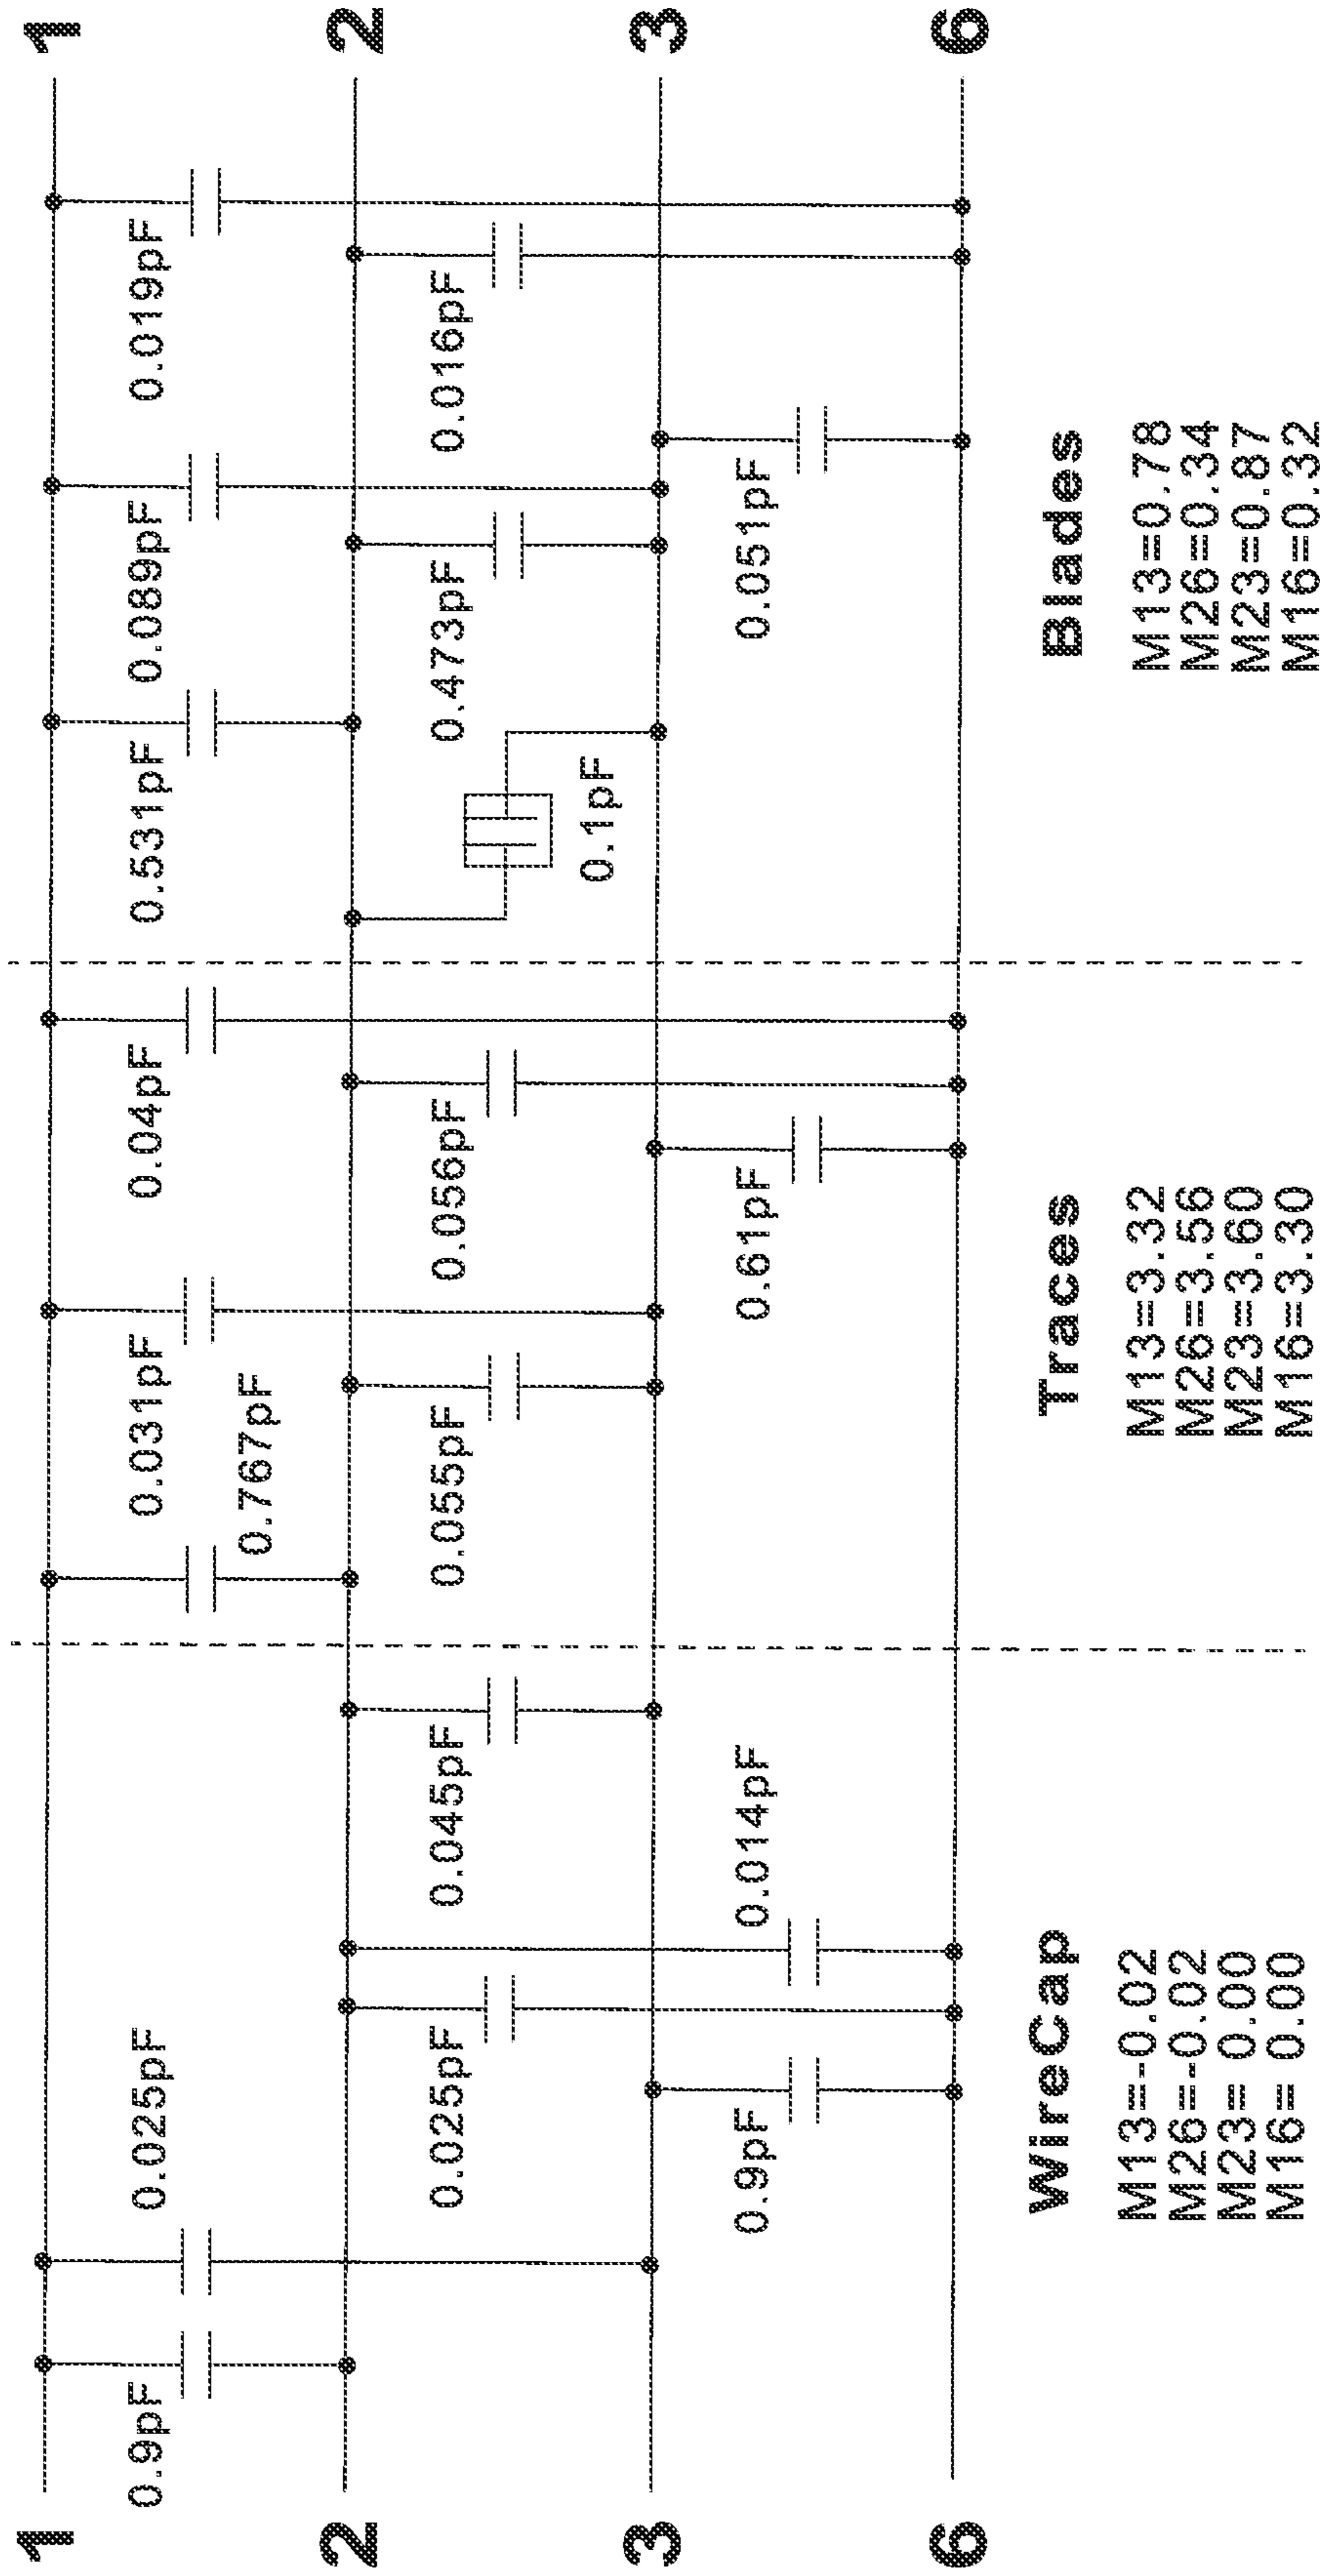 1
1
2
2
3
3
6
6
0.9pF
0.025pF
0.031pF
0.767pF
0.04pF
0.531pF
0.089pF
0.019pF
0.025pF
0.045pF
0.055pF
0.056pF
0.473pF
0.016pF
0.1pF
0.9pF
0.014pF
0.61pF
0.051pF
WireCap
M13=-0.02
M26=-0.02
M23= 0.00
M16= 0.00
Traces
M13=3.32
M26=3.56
M23=3.60
M16=3.30
Blades
M13=0.78
M26=0.34
M23=0.87
M16=0.32